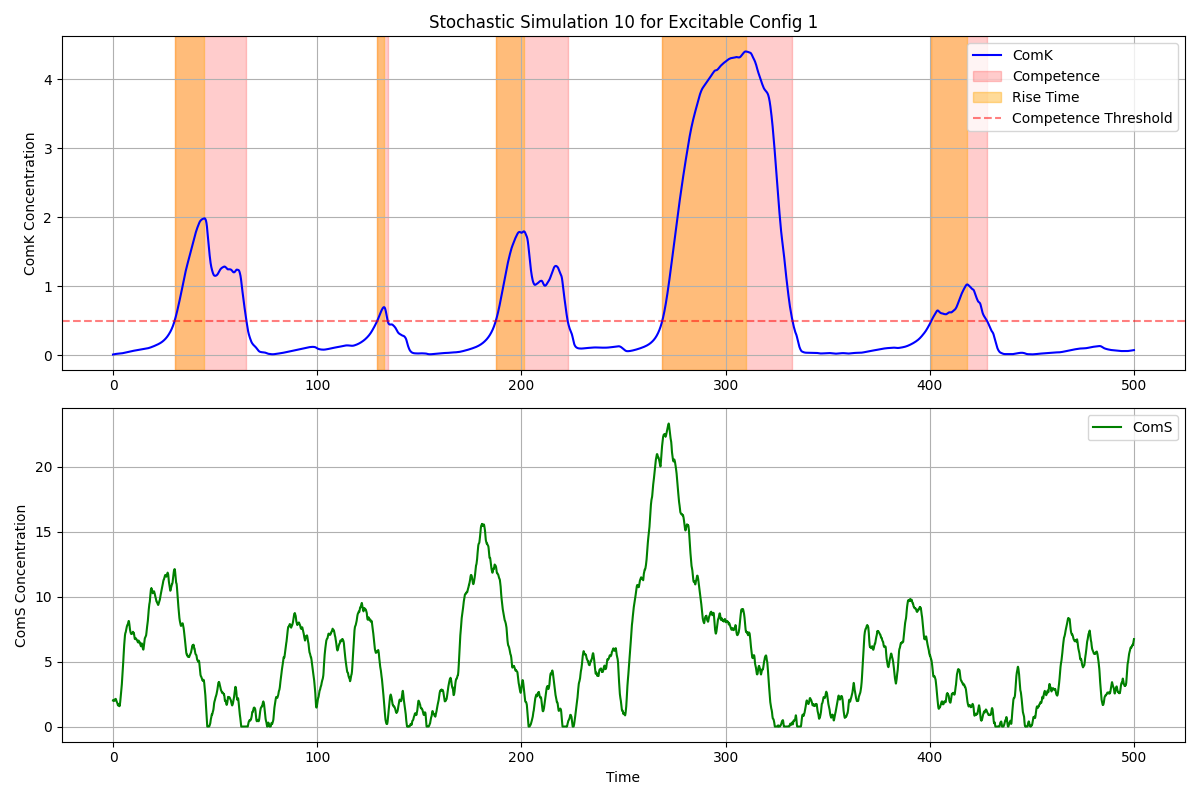 Stochastic Simulation 10 for Excitable Config 1
ComK Concentration
4
3
2
1
0
0 100 200 300 400 500
ComK
Competence
Rise Time
Competence Threshold
ComS Concentration
20
15
10
5
0
0 100 200 300 400 500
ComS
Time